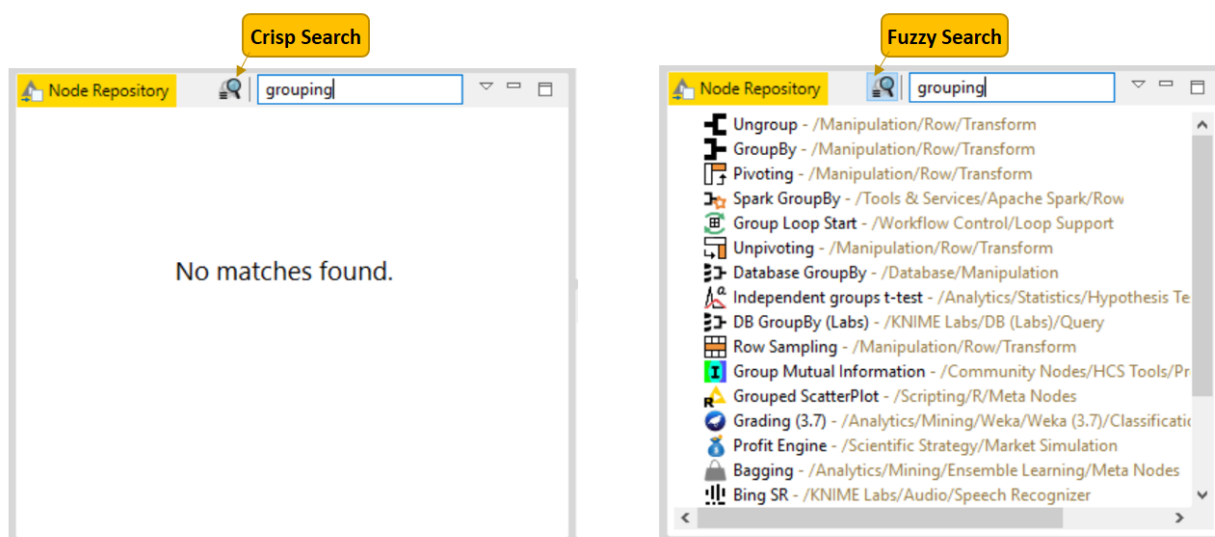 Crisp Search
Node Repository
grouping
No matches found.
Fuzzy Search
Node Repository
grouping
Ungroup - /Manipulation/Row/Transform
GroupBy - /Manipulation/Row/Transform
Pivoting - /Manipulation/Row/Transform
Spark GroupBy - /Tools & Services/Apache Spark/Row
Group Loop Start - /Workflow Control/Loop Support
Unpivoting - /Manipulation/Row/Transform
Database GroupBy - /Database/Manipulation
Independent groups t-test - /Analytics/Statistics/Hypothesis Te
DB GroupBy (Labs) - /KNIME Labs/DB (Labs)/Query
Row Sampling - /Manipulation/Row/Transform
Group Mutual Information - /Community Nodes/HCS Tools/Pr
Grouped ScatterPlot - /Scripting/R/Meta Nodes
Grading (3.7) - /Analytics/Mining/Weka/Weka (3.7)/Classificatio
Profit Engine - /Scientific Strategy/Market Simulation
Bagging - /Analytics/Mining/Ensemble Learning/Meta Nodes
Bing SR - /KNIME Labs/Audio/Speech Recognizer